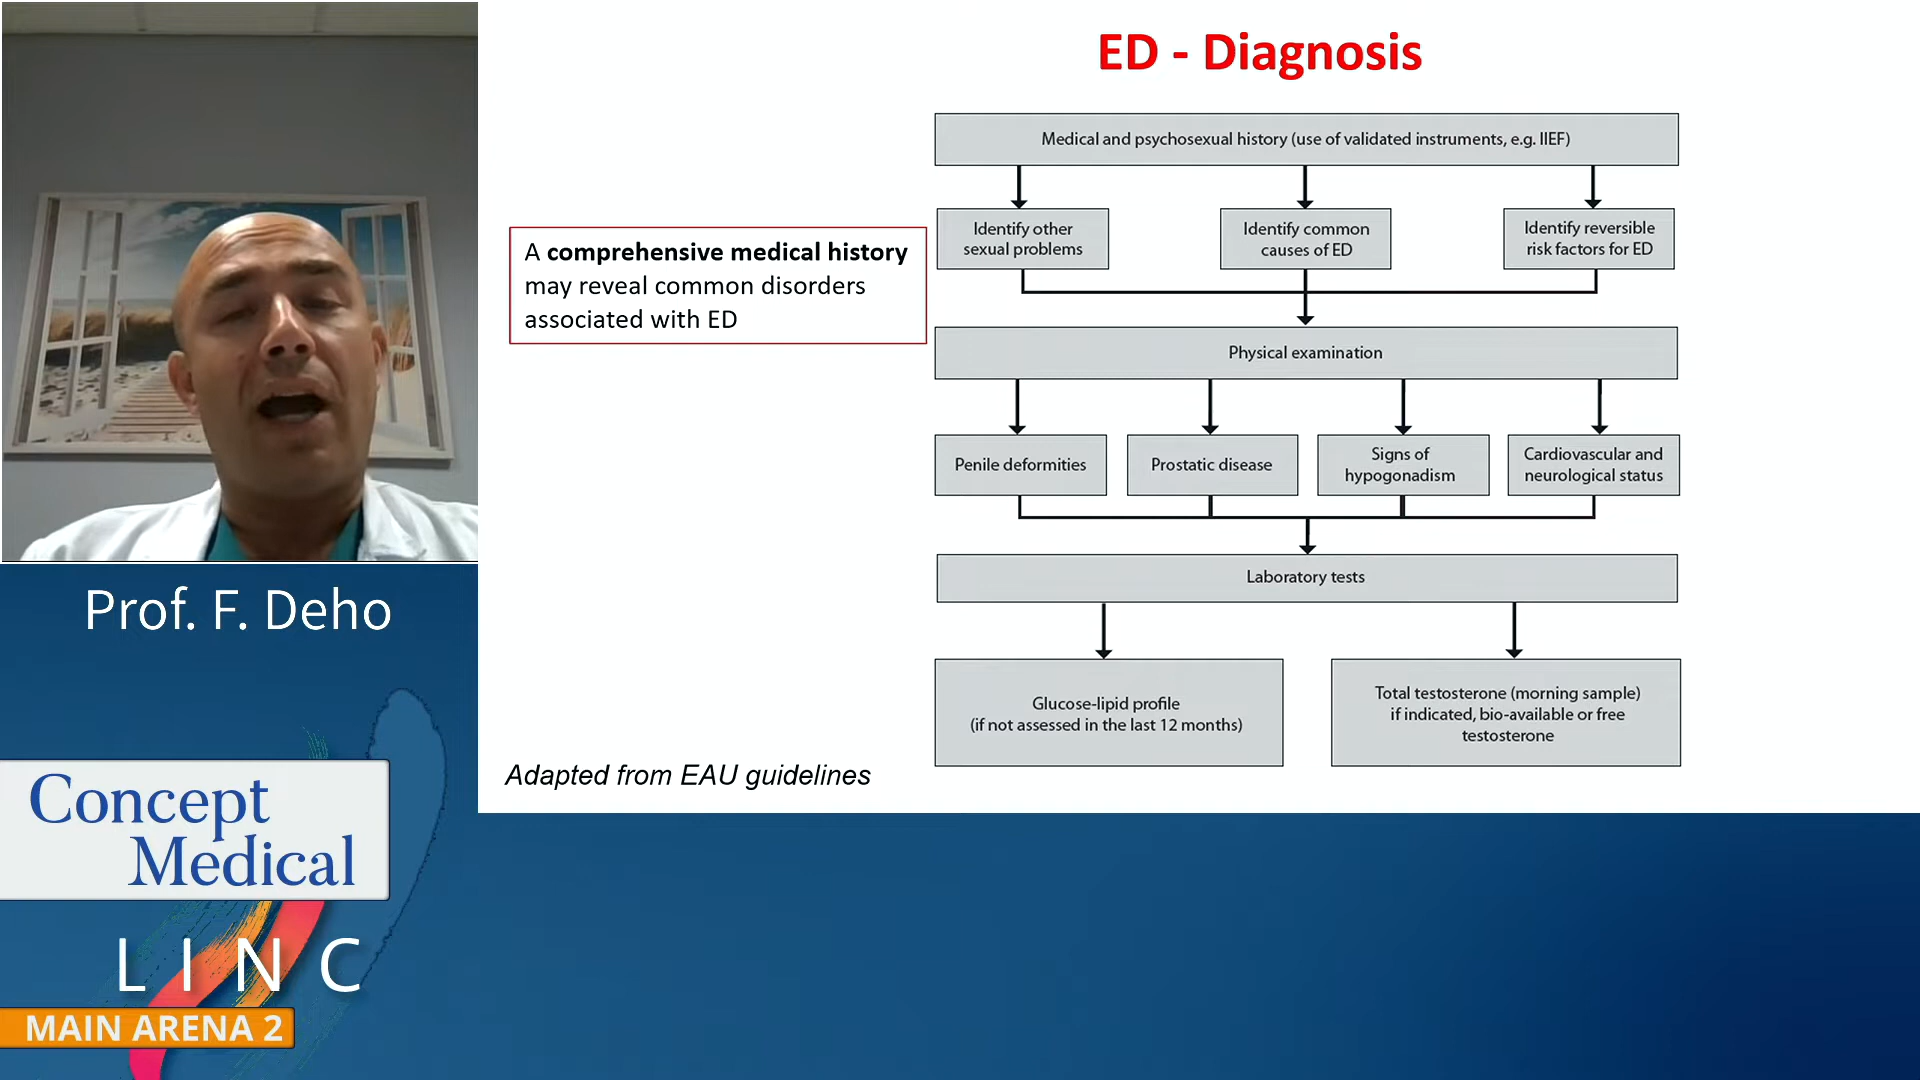 ED - Diagnosis
Medical and psychosexual history (use of validated instruments, e.g. IIEF)
Identify other
sexual problems
Identify common
causes of ED
Identify reversible
risk factors for ED
A comprehensive medical history
may reveal common disorders
associated with ED
Physical examination
Penile deformities
Prostatic disease
Signs of
hypogonadism
Cardiovascular and
neurological status
Laboratory tests
Glucose-lipid profile
(if not assessed in the last 12 months)
Total testosterone (morning sample)
if indicated, bio-available or free
testosterone
Adapted from EAU guidelines
Prof. F. Deho
Concept
Medical
LINC
MAIN ARENA 2